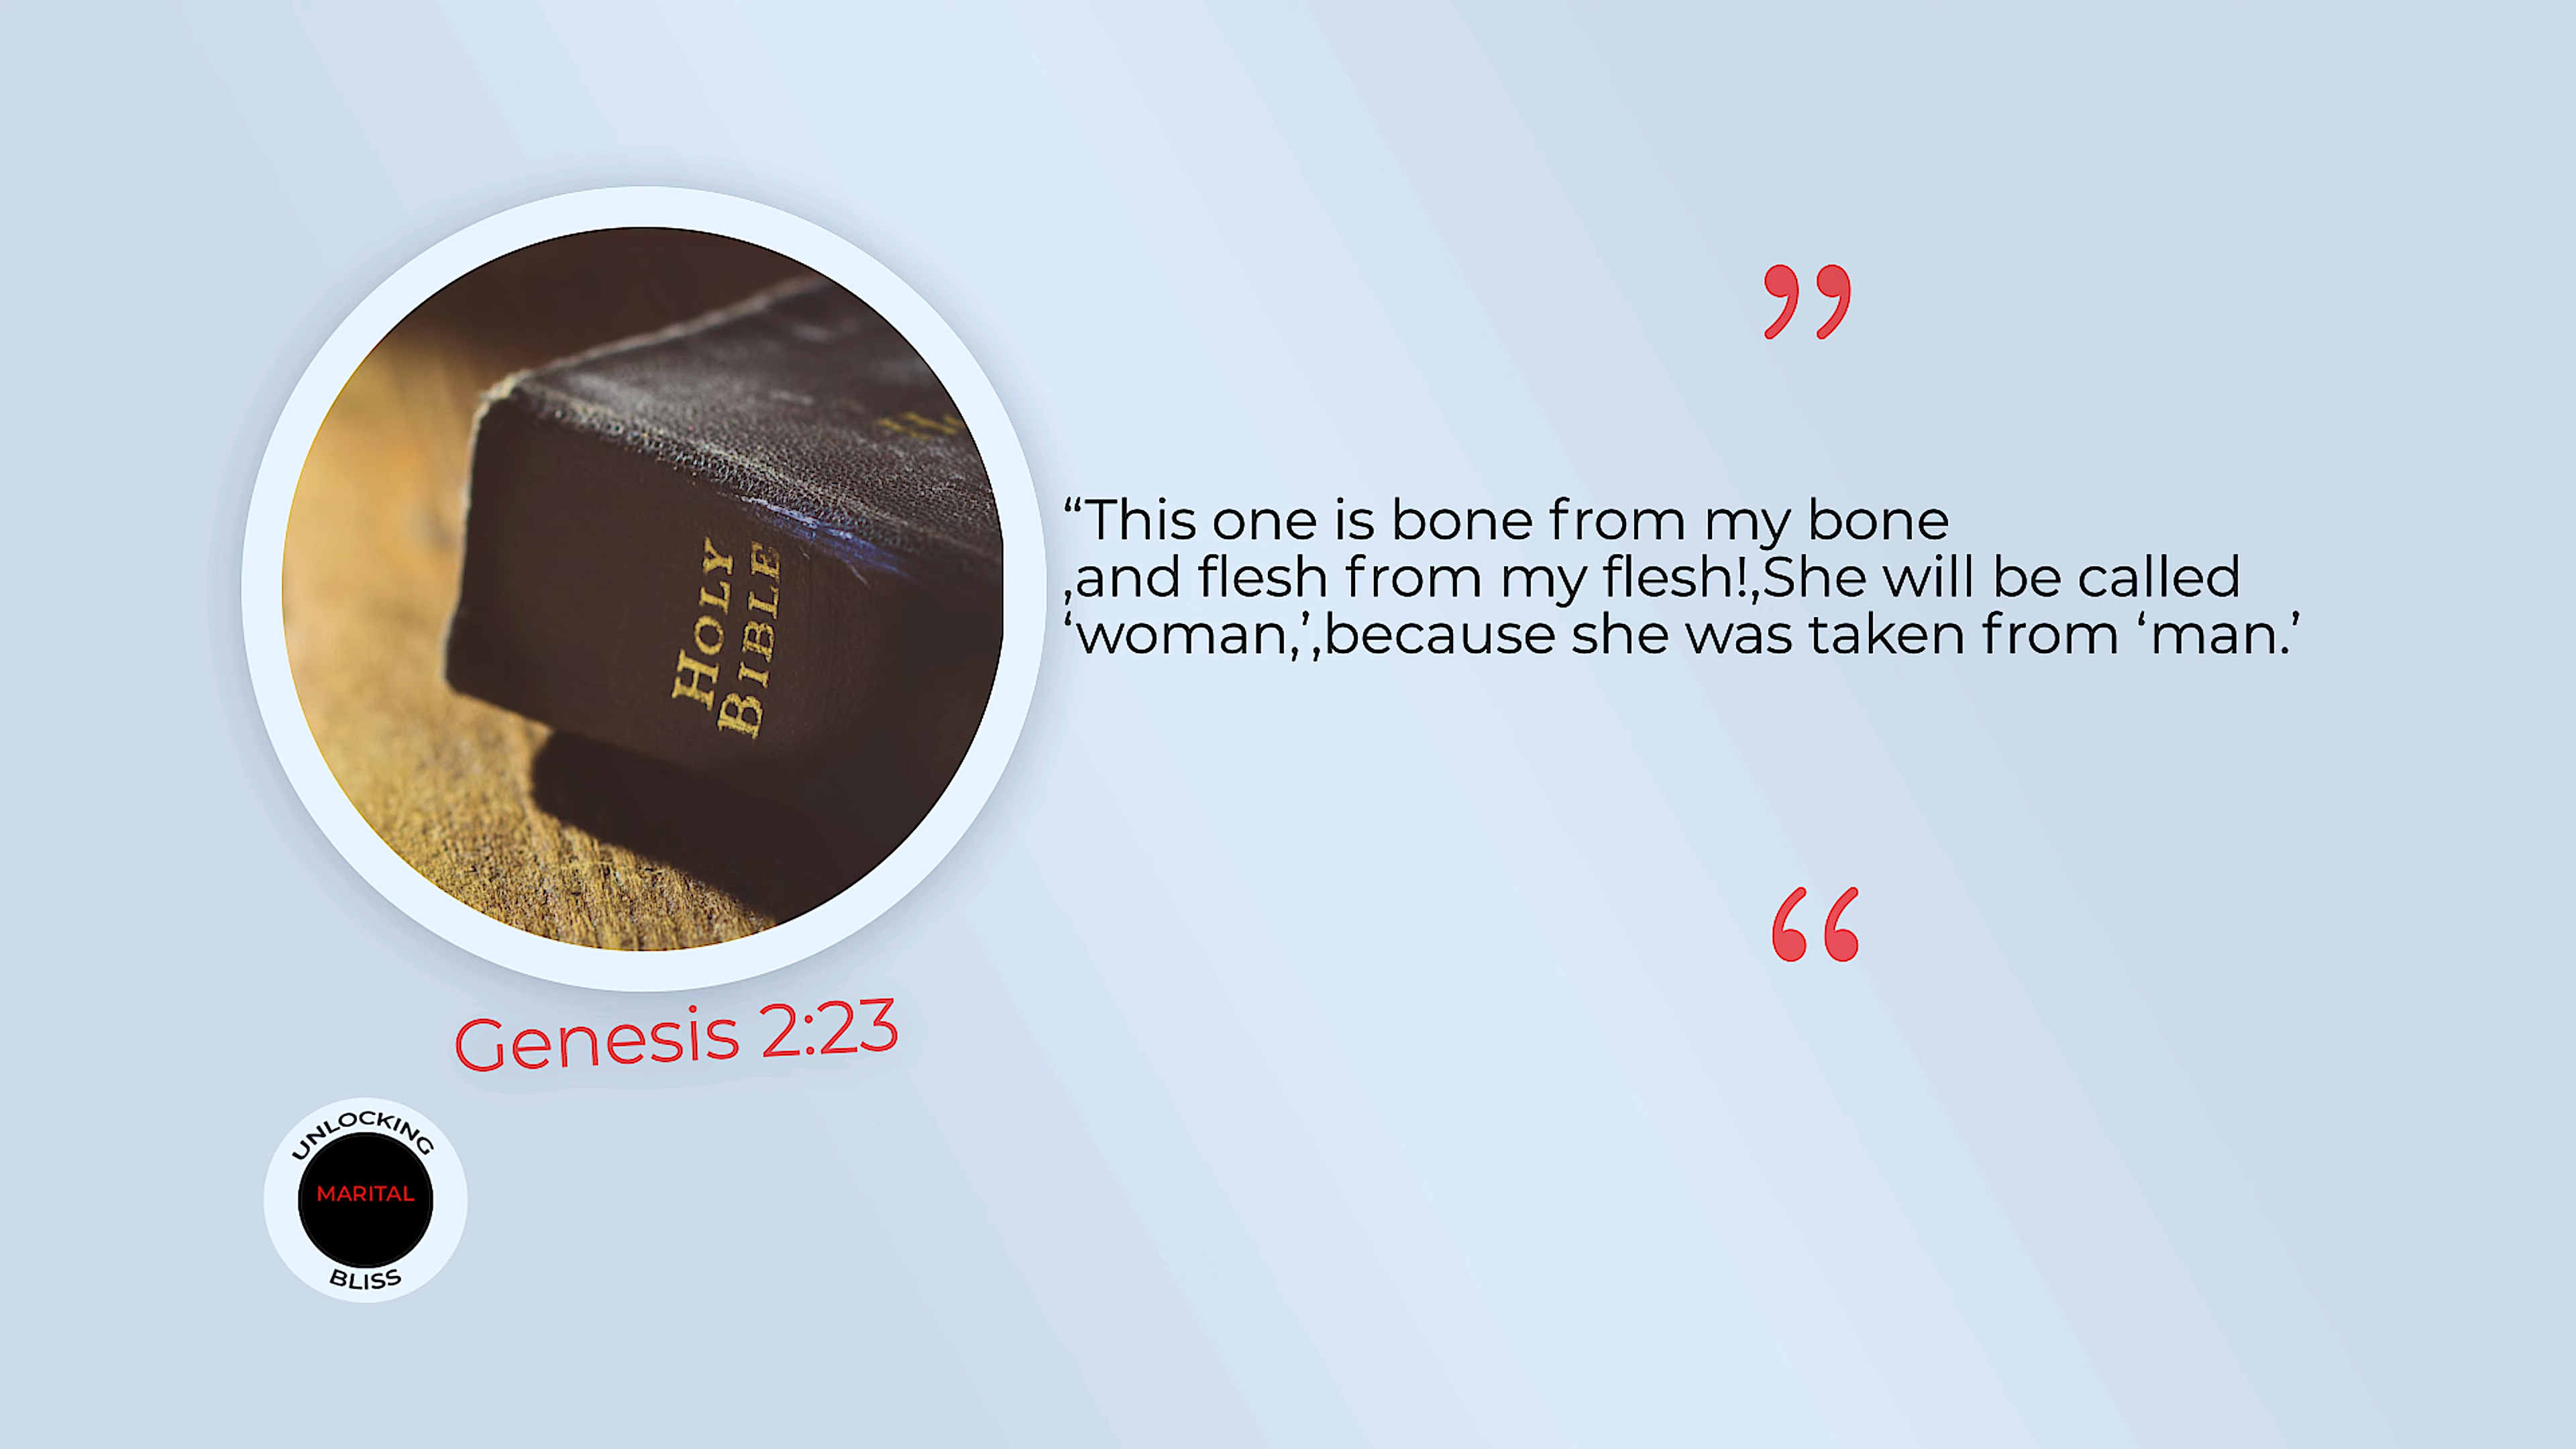 ”
“This one is bone from my bone
,and flesh from my flesh!,She will be called
‘woman,’,because she was taken from ‘man.’
“
HOLY
BIBLE
Genesis 2:23
UNLOCKING
MARITAL
BLISS